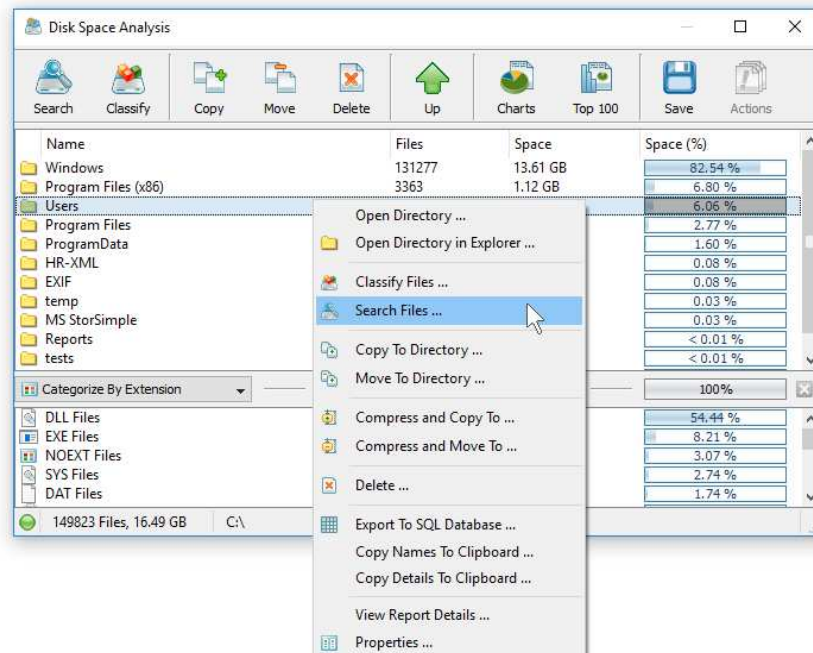 Disk Space Analysis
Search Classify Copy Move Delete Up Charts Top 100 Save Actions
Name Files Space Space (%)
Windows 131277 13.61 GB 82.54 %
Program Files (x86) 3363 1.12 GB 6.80 %
Users 6.06 %
Program Files 2.77 %
ProgramData 1.60 %
HR-XML 0.08 %
EXIF 0.08 %
temp 0.03 %
MS StorSimple 0.03 %
Reports < 0.01 %
tests < 0.01 %
Categorize By Extension 100%
DLL Files 54.44 %
EXE Files 8.21 %
NOEXT Files 3.07 %
SYS Files 2.74 %
DAT Files 1.74 %
149823 Files, 16.49 GB C:\
Open Directory ...
Open Directory in Explorer ...
Classify Files ...
Search Files ...
Copy To Directory ...
Move To Directory ...
Compress and Copy To ...
Compress and Move To ...
Delete ...
Export To SQL Database ...
Copy Names To Clipboard ...
Copy Details To Clipboard ...
View Report Details ...
Properties ...